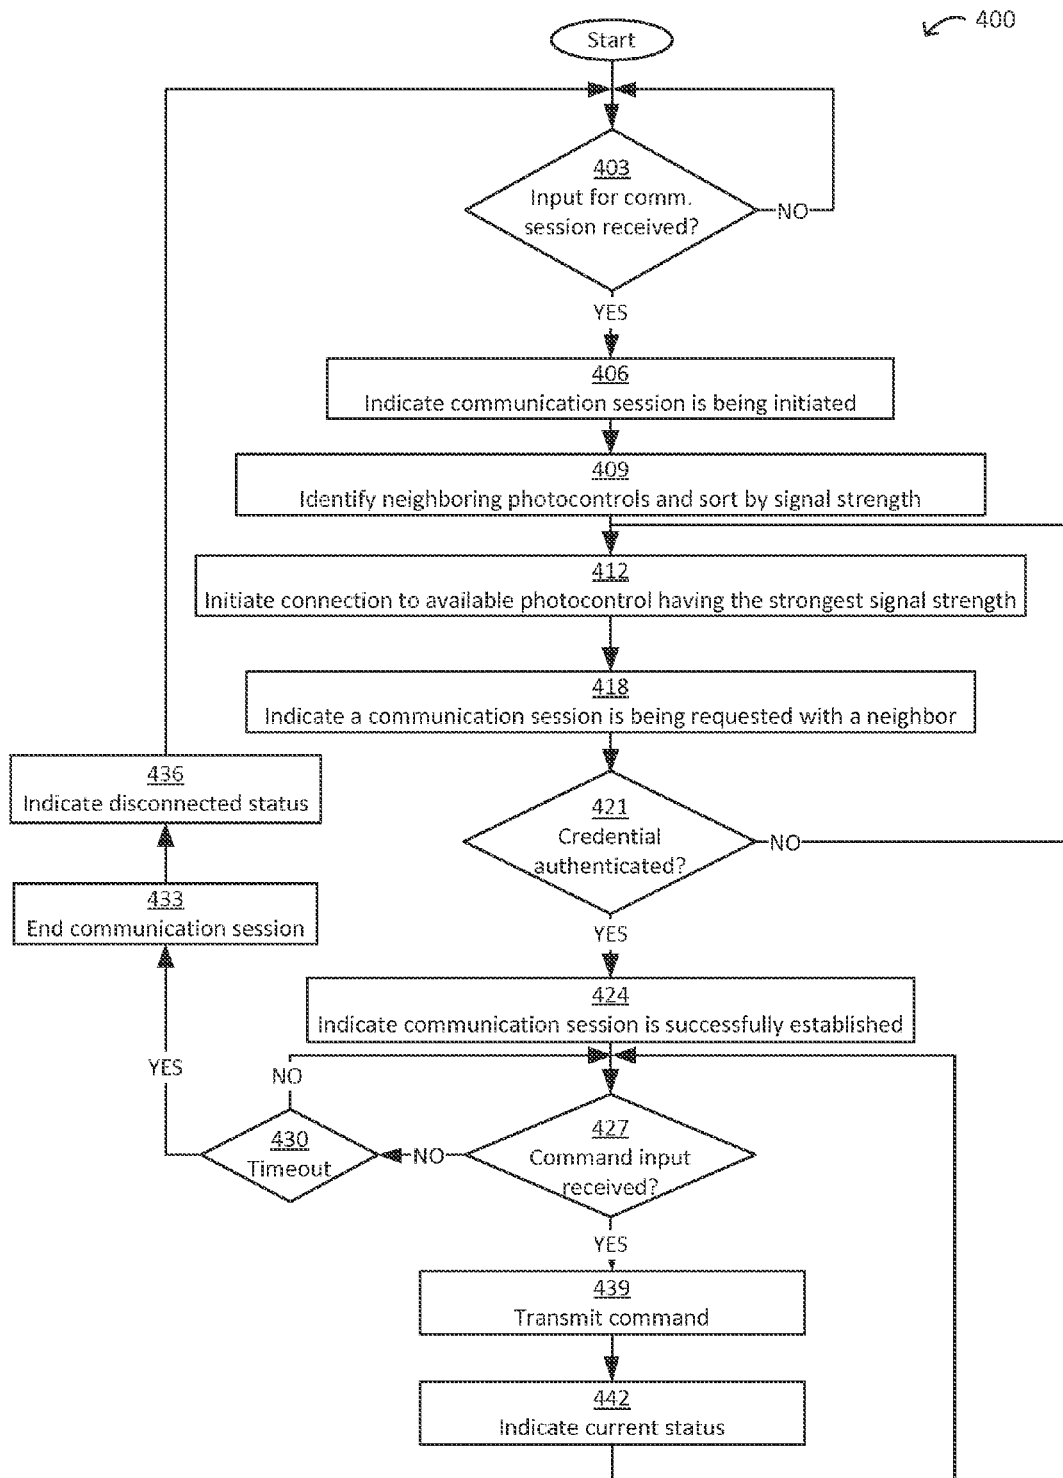 400
Start
403
Input for comm.
session received?
NO
YES
406
Indicate communication session is being initiated
409
Identify neighboring photocontrols and sort by signal strength
412
Initiate connection to available photocontrol having the strongest signal strength
418
Indicate a communication session is being requested with a neighbor
436
Indicate disconnected status
421
Credential
authenticated?
NO
433
End communication session
YES
424
Indicate communication session is successfully established
YES
NO
430
Timeout
NO
427
Command input
received?
YES
439
Transmit command
442
Indicate current status